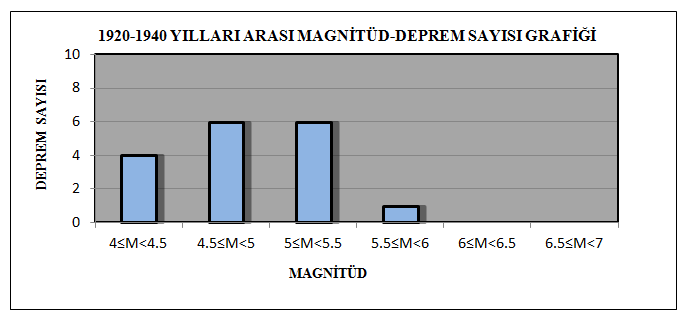 1920-1940 YILLARI ARASI MAGNİTÜD-DEPREM SAYISI GRAFİĞİ
DEPREM SAYISI
10
8
6
4
2
0
4≤M<4.5 4.5≤M<5 5≤M<5.5 5.5≤M<6 6≤M<6.5 6.5≤M<7
MAGNİTÜD